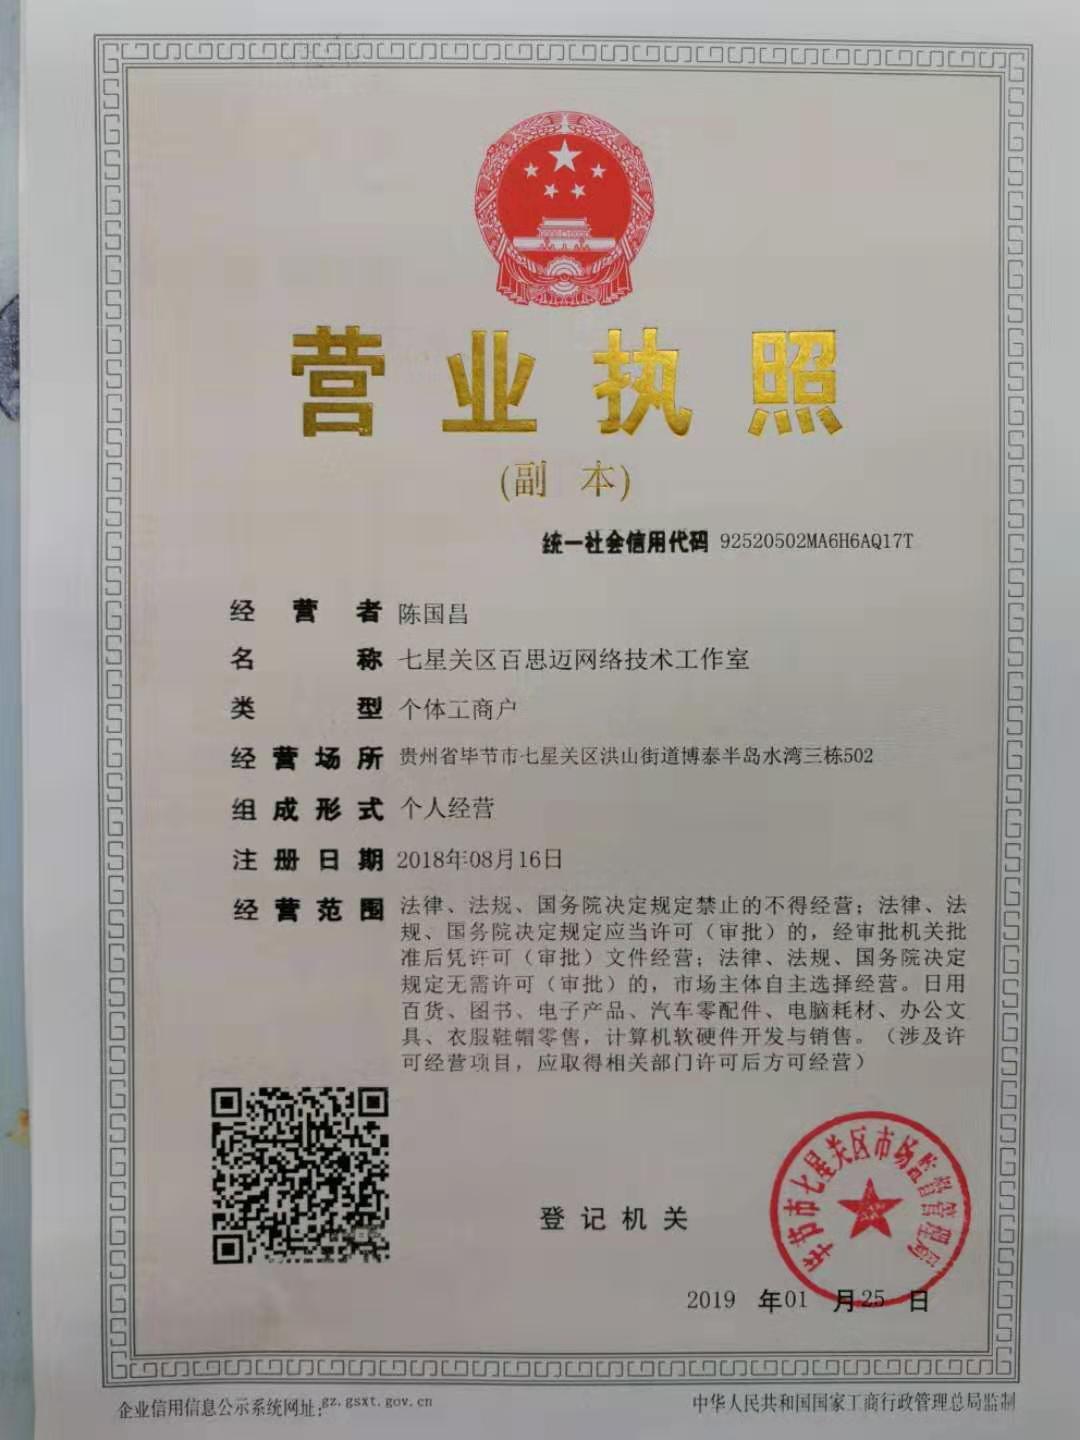 营业执照
(副 本)
统一社会信用代码 92520502MA6H6AQ17T
经营者 陈国昌
名称 七星关区百思迈网络技术工作室
类型 个体工商户
经营场所 贵州省毕节市七星关区洪山街道博泰半岛水湾三栋502
组成形式 个人经营
注册日期 2018年08月16日
经营范围 法律、法规、国务院决定规定禁止的不得经营；法律、法
规、国务院决定规定应当许可（审批）的，经审批机关批
准后凭许可（审批）文件经营；法律、法规、国务院决定
规定无需许可（审批）的，市场主体自主选择经营。日用
百货、图书、电子产品、汽车零配件、电脑耗材、办公文
具、衣服鞋帽零售，计算机软硬件开发与销售。（涉及许
可经营项目，应取得相关部门许可后方可经营）
毕节市七星关区市场监督管理局
登记机关
2019 年01 月25 日
企业信用信息公示系统网址：gz.gsxt.gov.cn
中华人民共和国国家工商行政管理总局监制